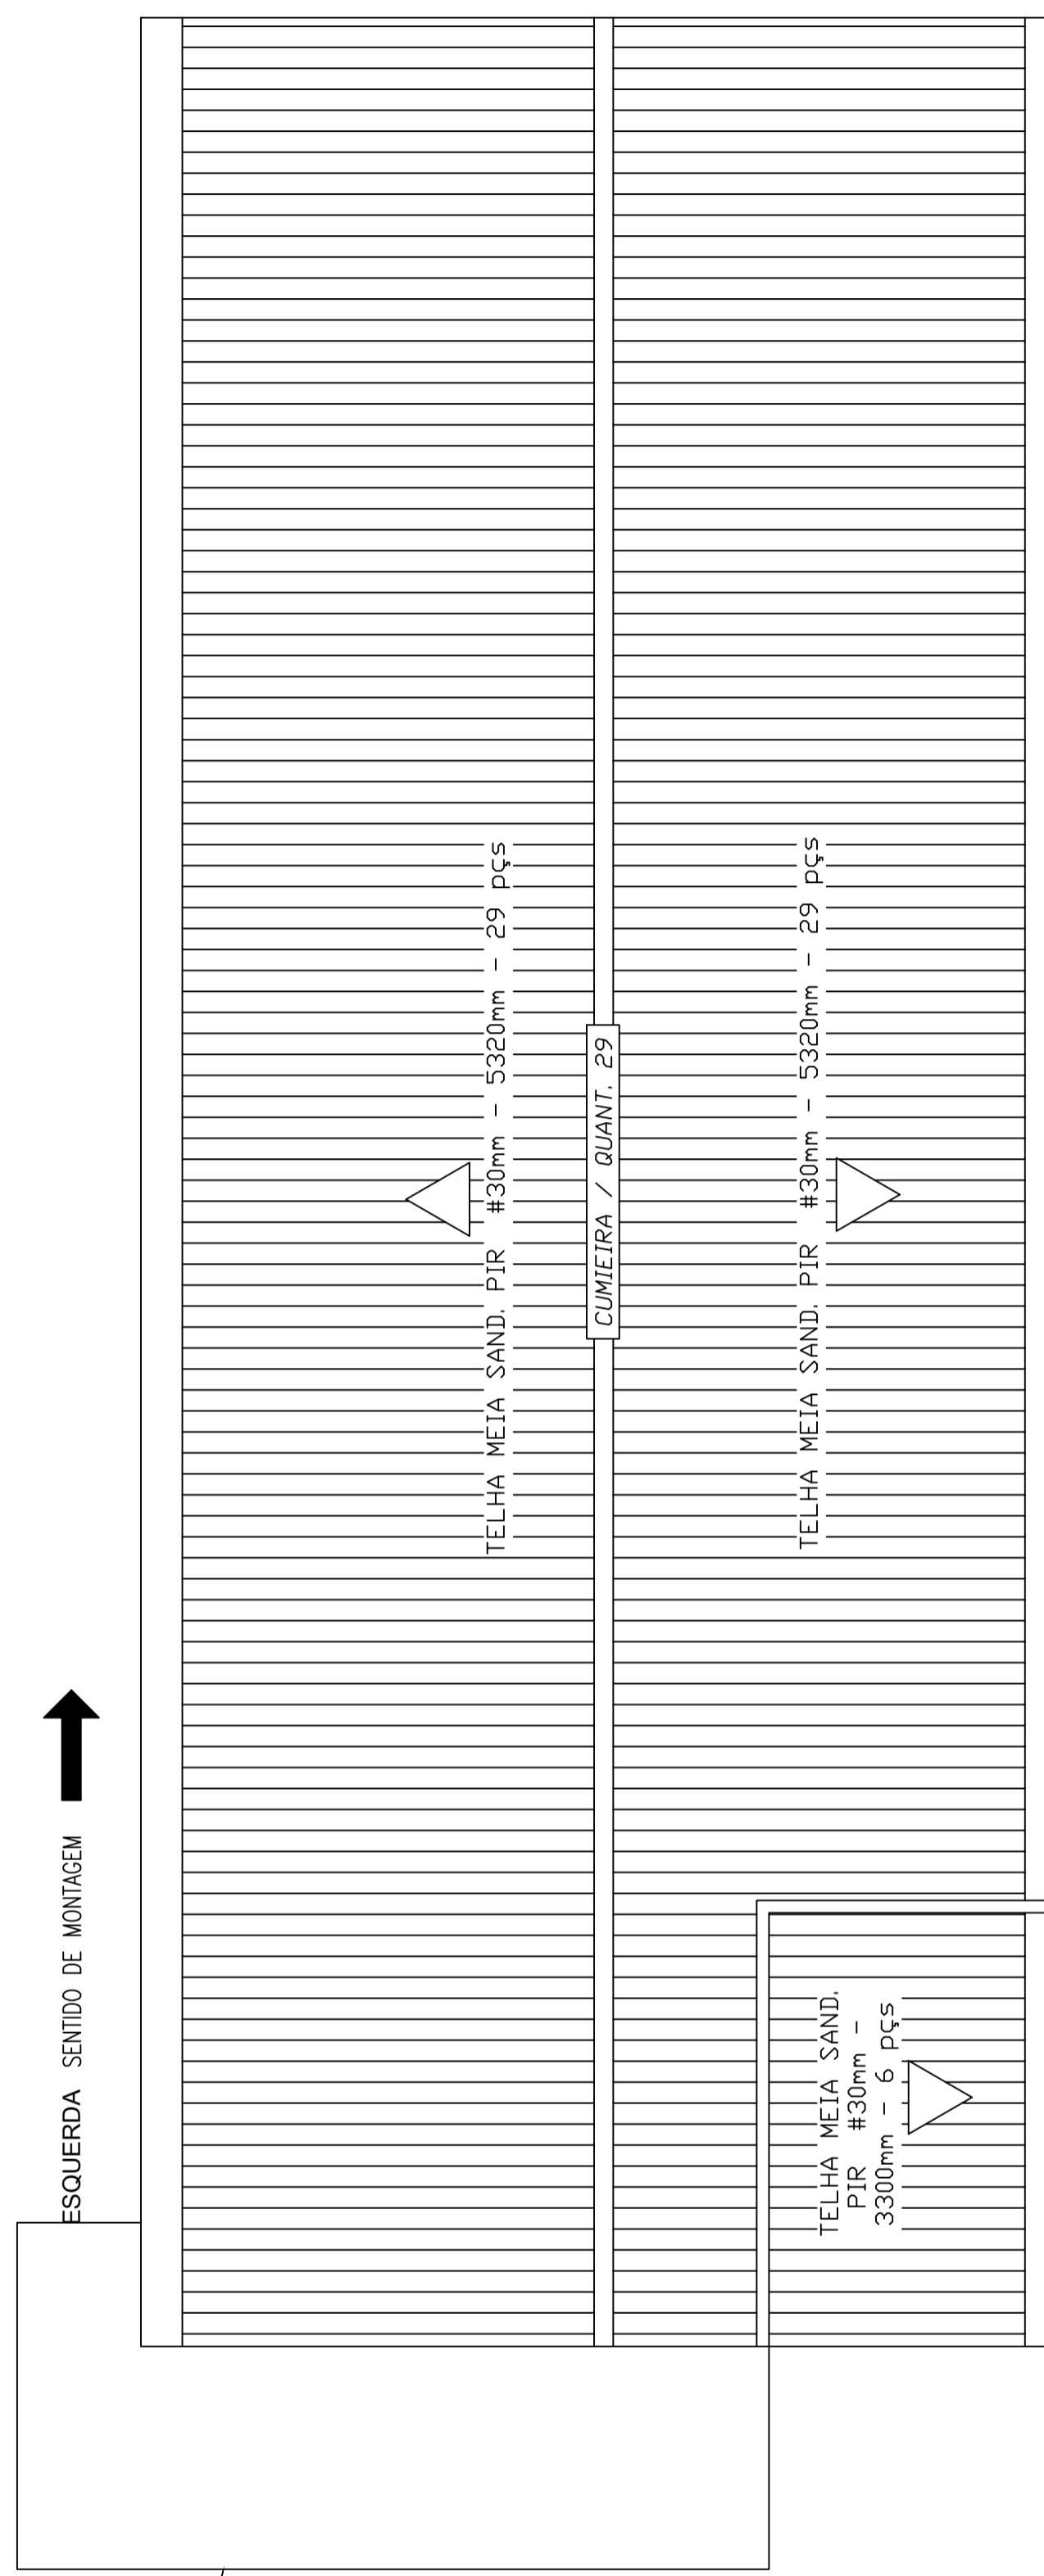 TELHA MEIA SAND. PIR #30mm - 5320mm - 29 pçs
CUMIEIRA / QUANT. 29
TELHA MEIA SAND. PIR #30mm - 5320mm - 29 pçs
ESQUERDA SENTIDO DE MONTAGEM
TELHA MEIA SAND.
PIR #30mm -
3300mm - 6 pçs